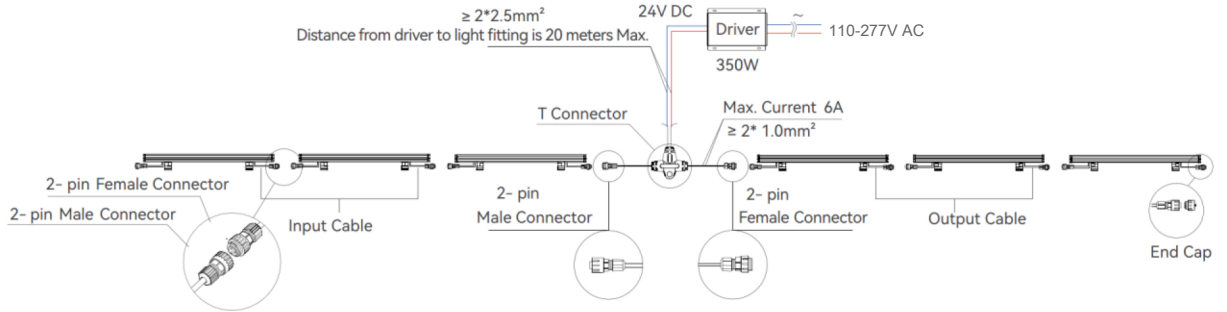 ≥ 2*2.5mm²
Distance from driver to light fitting is 20 meters Max.
24V DC
Driver
~
110-277V AC
350W
T Connector
Max. Current 6A
≥ 2* 1.0mm²
2- pin Female Connector
2- pin Male Connector
Input Cable
2- pin
Male Connector
2- pin
Female Connector
Output Cable
End Cap